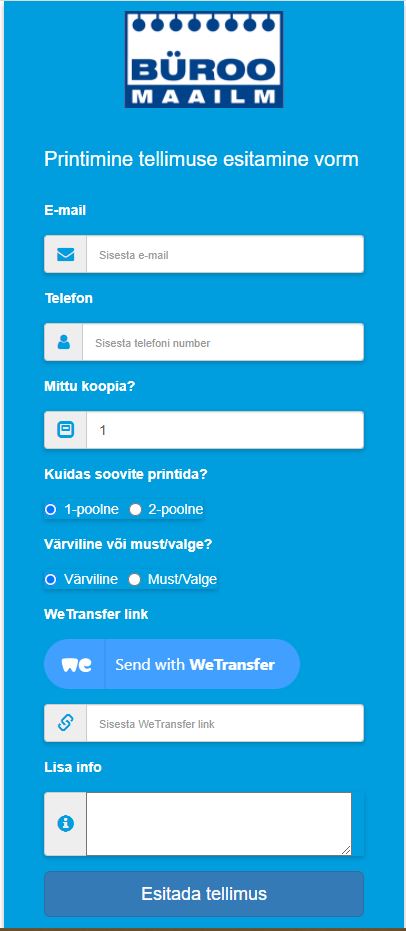 BÜROO
MAAILM
Printimine tellimuse esitamine vorm
E-mail
Sisesta e-mail
Telefon
Sisesta telefoni number
Mittu koopia?
1
Kuidas soovite printida?
1-poolne 2-poolne
Värviline või must/valge?
Värviline Must/Valge
WeTransfer link
we Send with WeTransfer
Sisesta WeTransfer link
Lisa info
Esitada tellimus